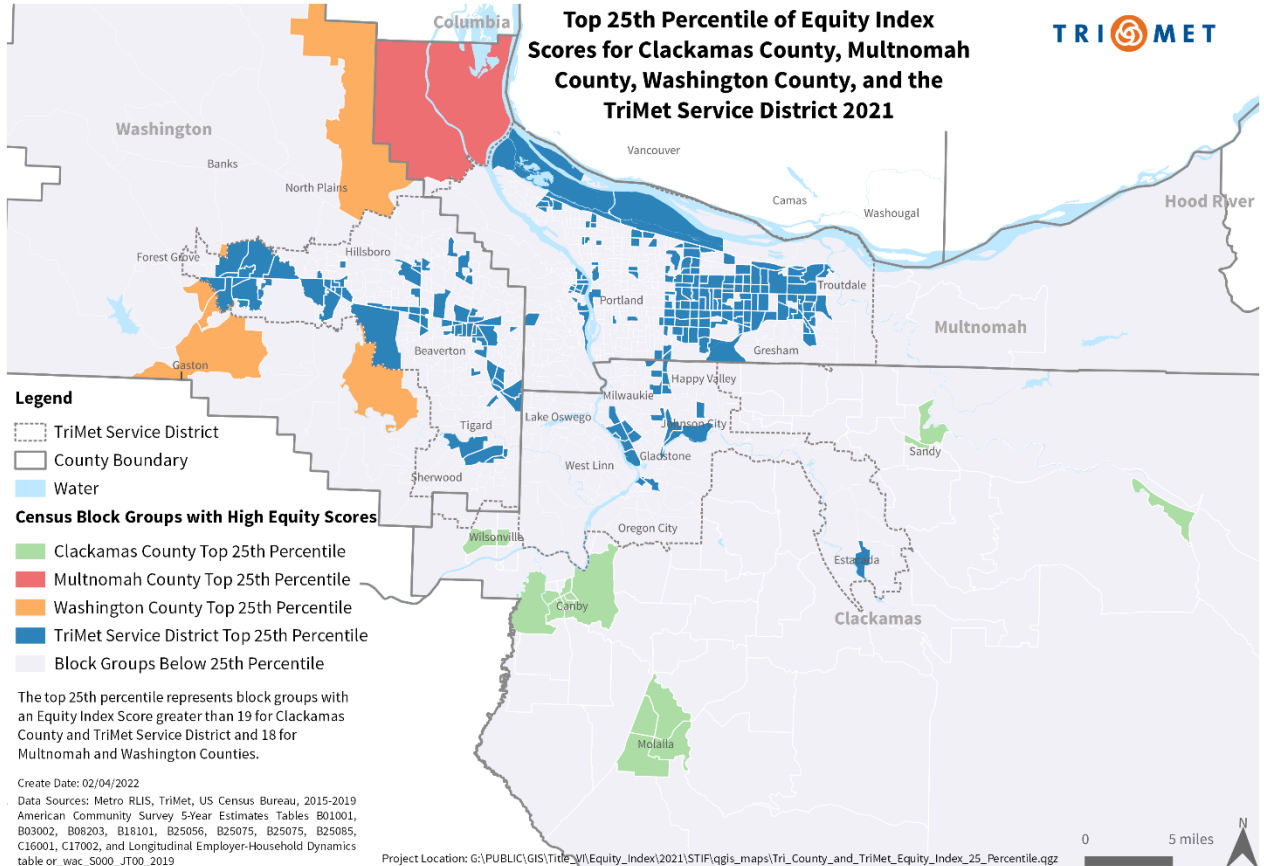 Top 25th Percentile of Equity Index
Scores for Clackamas County, Multnomah
County, Washington County, and the
TriMet Service District 2021
TRI MET
Columbia
Washington
Banks
North Plains
Vancouver
Camas
Washougal
Hood River
Forest Grove
Hillsboro
Portland
Troutdale
Multnomah
Gaston
Beaverton
Gresham
Happy Valley
Milwaukie
Lake Oswego
Johnson City
Tigard
Gladstone
West Linn
Sandy
Sherwood
Oregon City
Wilsonville
Estacada
Canby
Clackamas
Molalla
Legend
TriMet Service District
County Boundary
Water
Census Block Groups with High Equity Scores
Clackamas County Top 25th Percentile
Multnomah County Top 25th Percentile
Washington County Top 25th Percentile
TriMet Service District Top 25th Percentile
Block Groups Below 25th Percentile
The top 25th percentile represents block groups with
an Equity Index Score greater than 19 for Clackamas
County and TriMet Service District and 18 for
Multnomah and Washington Counties.
Create Date: 02/04/2022
Data Sources: Metro RLIS, TriMet, US Census Bureau, 2015-2019
American Community Survey 5-Year Estimates Tables B01001,
B03002, B08203, B18101, B25056, B25075, B25075, B25085,
C16001, C17002, and Longitudinal Employer-Household Dynamics
table or_wac_S000_JT00_2019
Project Location: G:\PUBLIC\GIS\Title_VI\Equity_Index\2021\STIF\qgis_maps\Tri_County_and_TriMet_Equity_Index_25_Percentile.qgz
0 5 miles
N